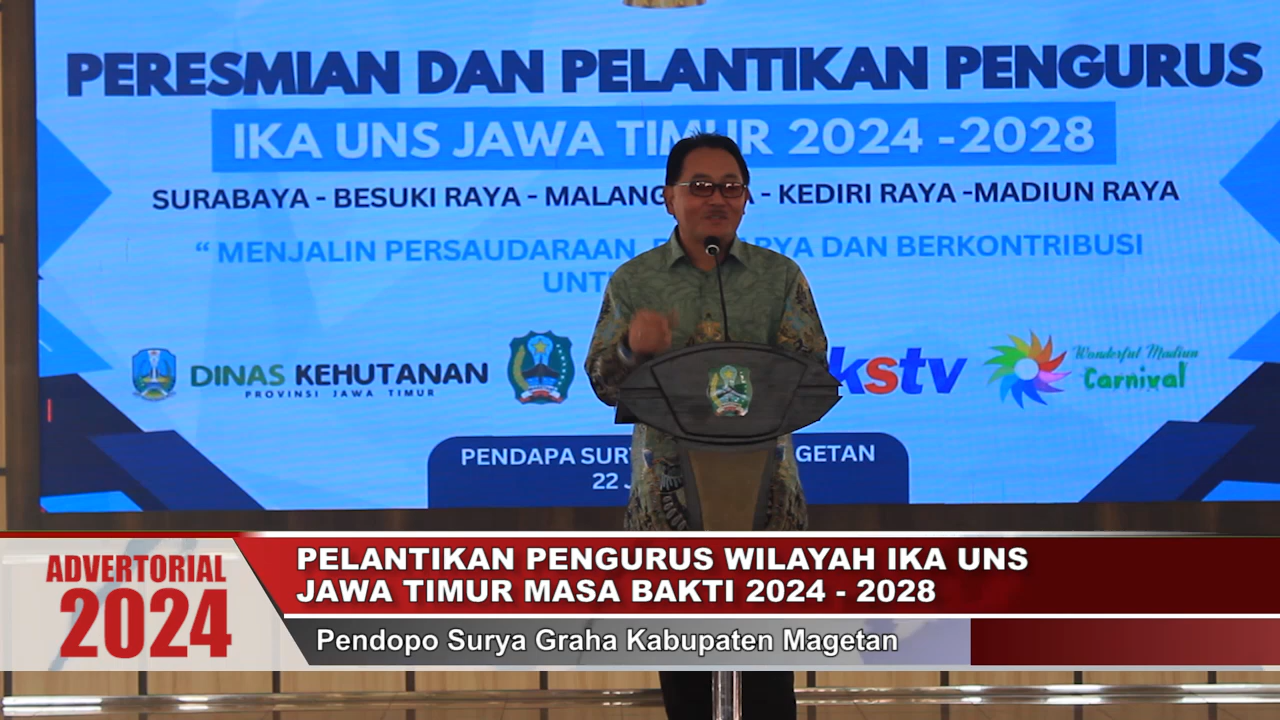 PERESMIAN DAN PELANTIKAN PENGURUS
IKA UNS JAWA TIMUR 2024 -2028
SURABAYA - BESUKI RAYA - MALANG - KEDIRI RAYA -MADIUN RAYA
“ MENJALIN PERSAUDARAAN, DAN BERKONTRIBUSI
DINAS KEHUTANAN
PROVINSI JAWA TIMUR
kstv
Wonderful Madiun
Carnival
PENDAPA
22
ADVERTORIAL
2024
PELANTIKAN PENGURUS WILAYAH IKA UNS
JAWA TIMUR MASA BAKTI 2024 - 2028
Pendopo Surya Graha Kabupaten Magetan